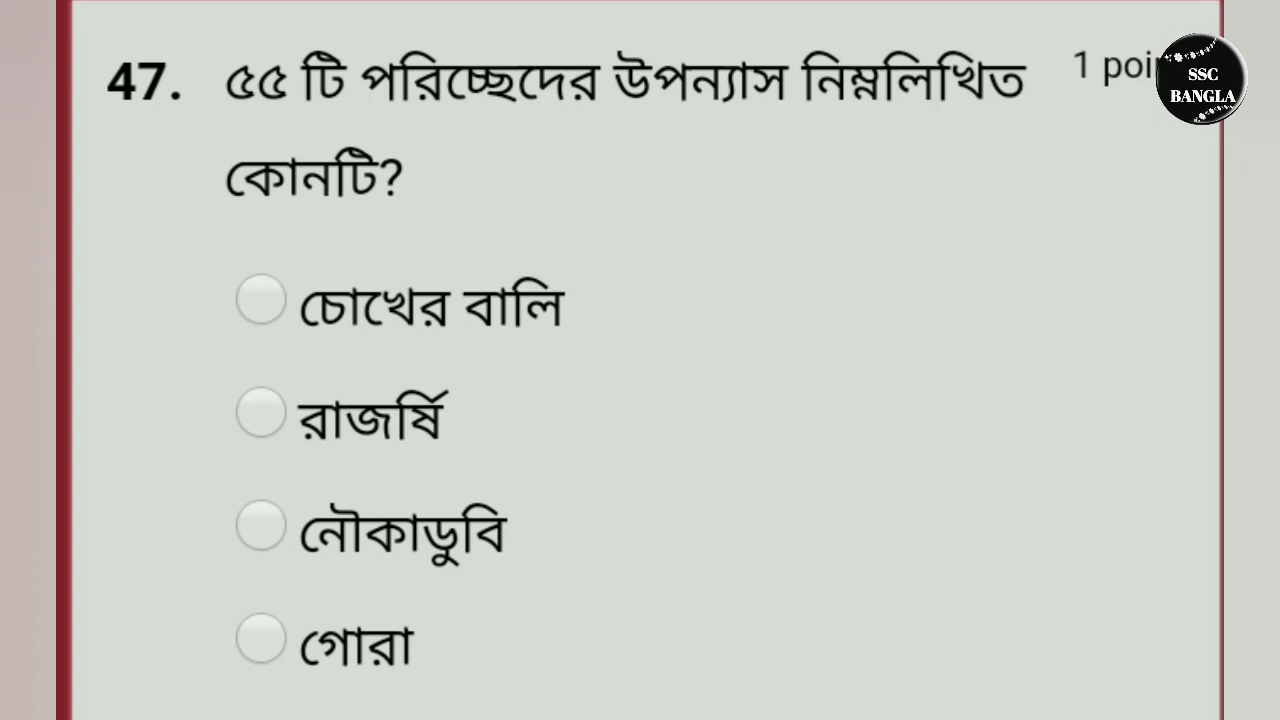 47. ৫৫ টি পরিচ্ছেদের উপন্যাস নিম্নলিখিত 1 poi
কোনটি?
চোখের বালি
রাজর্ষি
নৌকাডুবি
গোরা
SSC
BANGLA